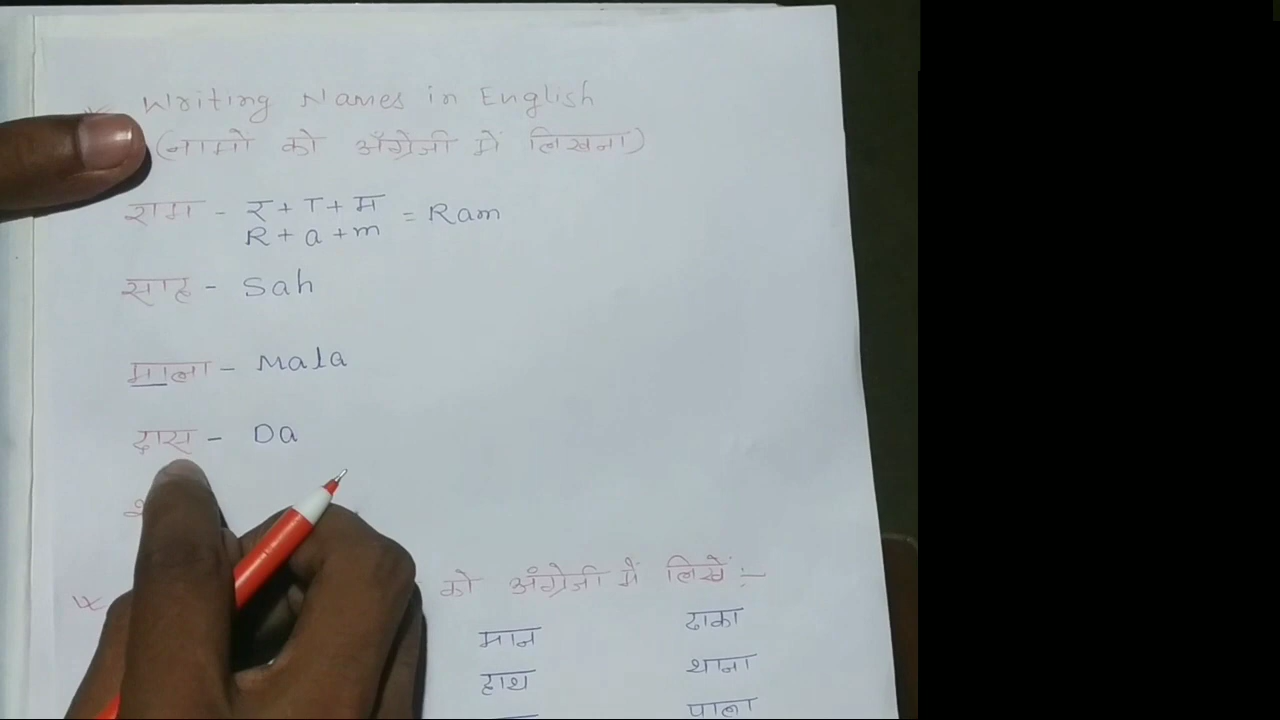 Writing Names in English
(नामों को अँग्रेजी में लिखना)
राम - र + ा + म = Ram
R + a + m
साह - Sah
माला - Mala
दास - Da
को अंग्रेजी में लिखें :-
मान ढाका
हाथ थाना
पाला